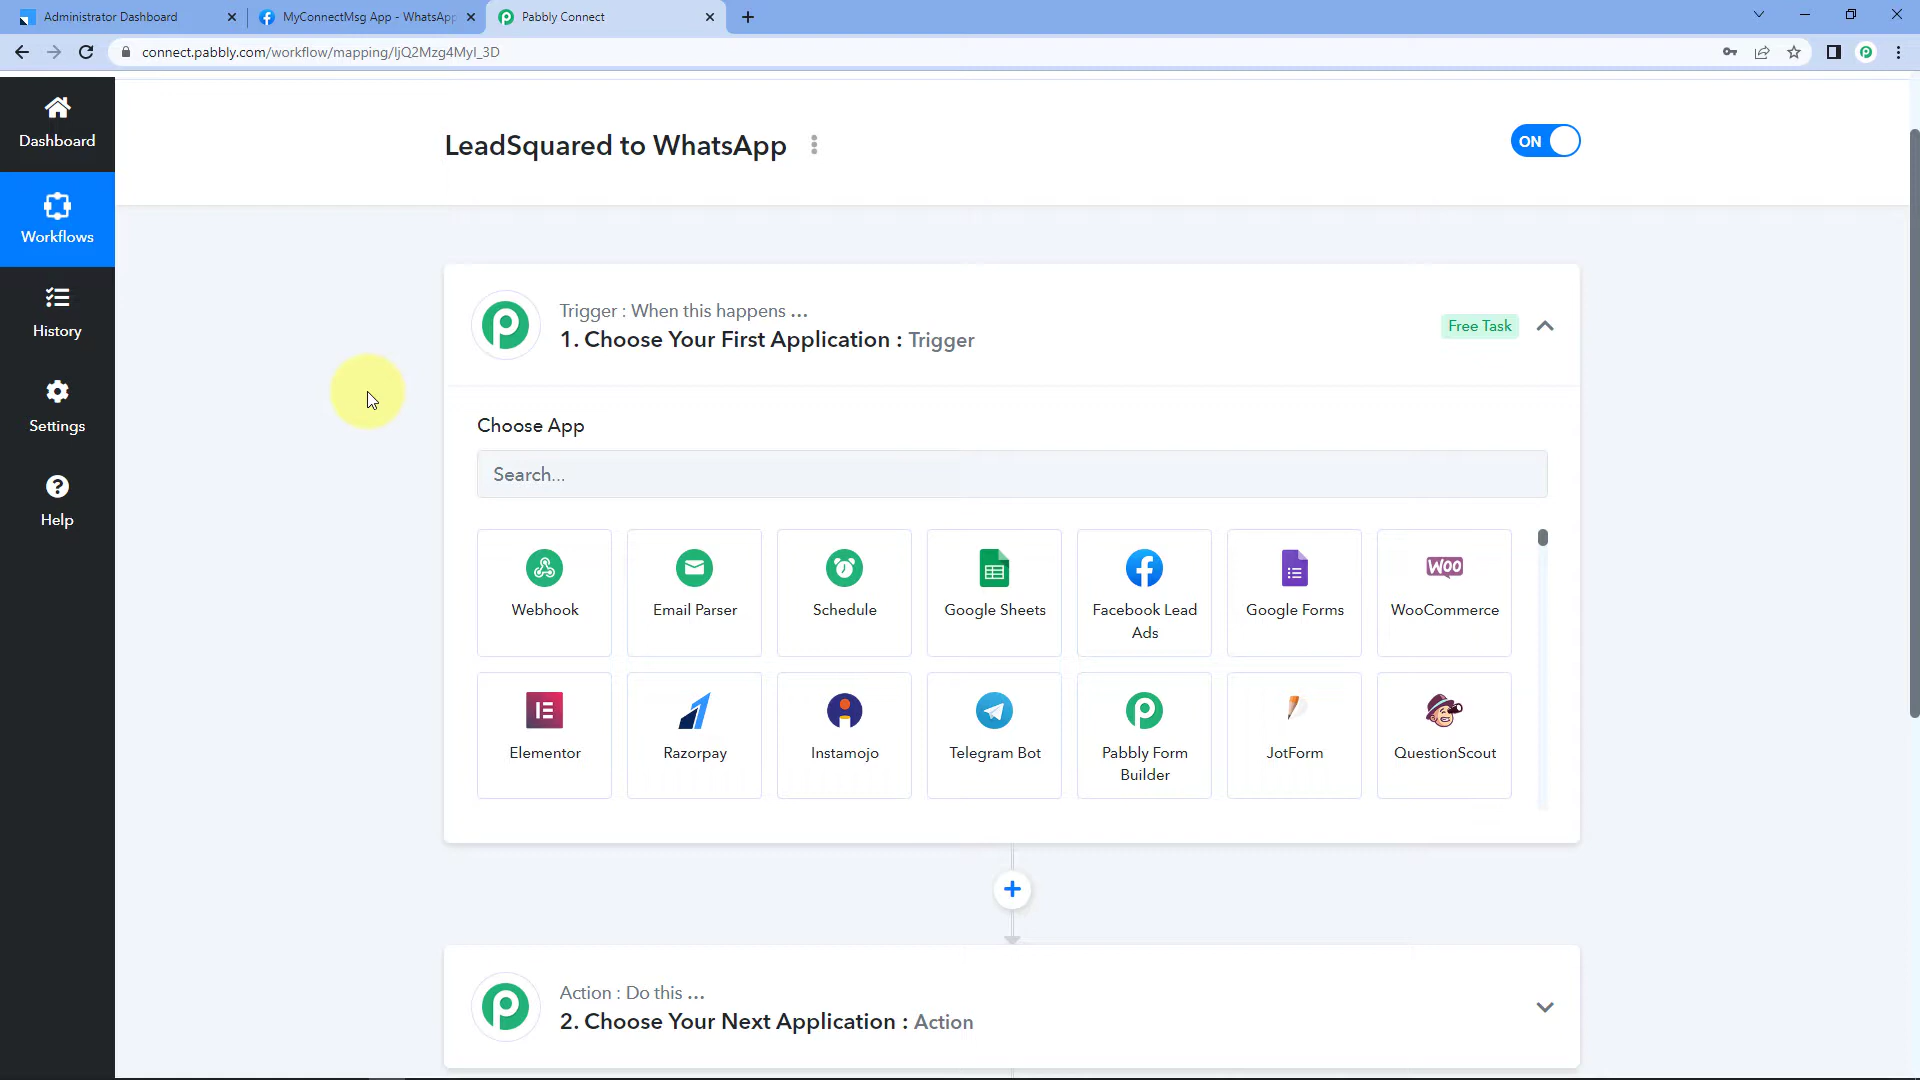 Administrator Dashboard
MyConnectMsg App - WhatsApp
Pabbly Connect
connect.pabbly.com/workflow/mapping/IjQ2Mzg4MyI_3D
Dashboard
Workflows
History
Settings
Help
LeadSquared to WhatsApp
ON
Trigger : When this happens ...
1. Choose Your First Application : Trigger
Free Task
Choose App
Search...
Webhook
Email Parser
Schedule
Google Sheets
Facebook Lead
Ads
Google Forms
Woo
WooCommerce
Elementor
Razorpay
Instamojo
Telegram Bot
Pabbly Form
Builder
JotForm
QuestionScout
Action : Do this ...
2. Choose Your Next Application : Action